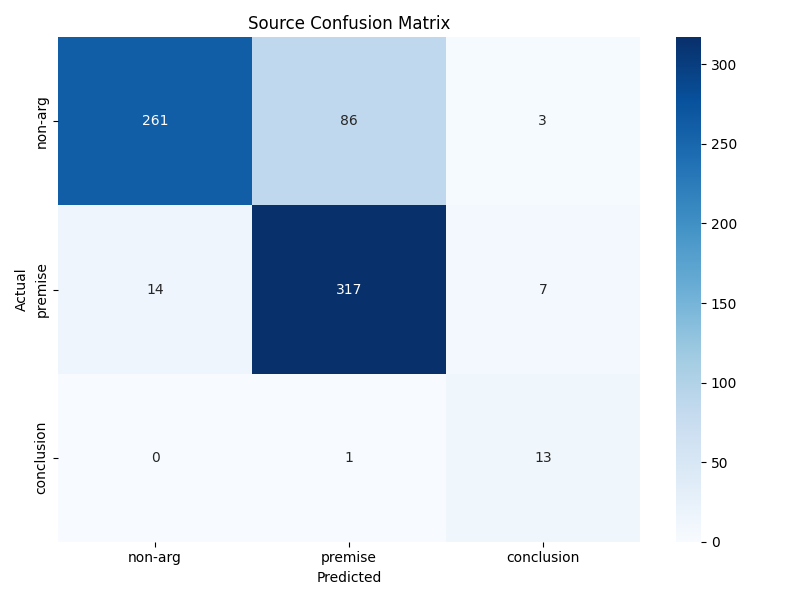 Source Confusion Matrix
Actual
non-arg
premise
conclusion
261 86 3
14 317 7
0 1 13
non-arg premise conclusion
Predicted
300
250
200
150
100
50
0